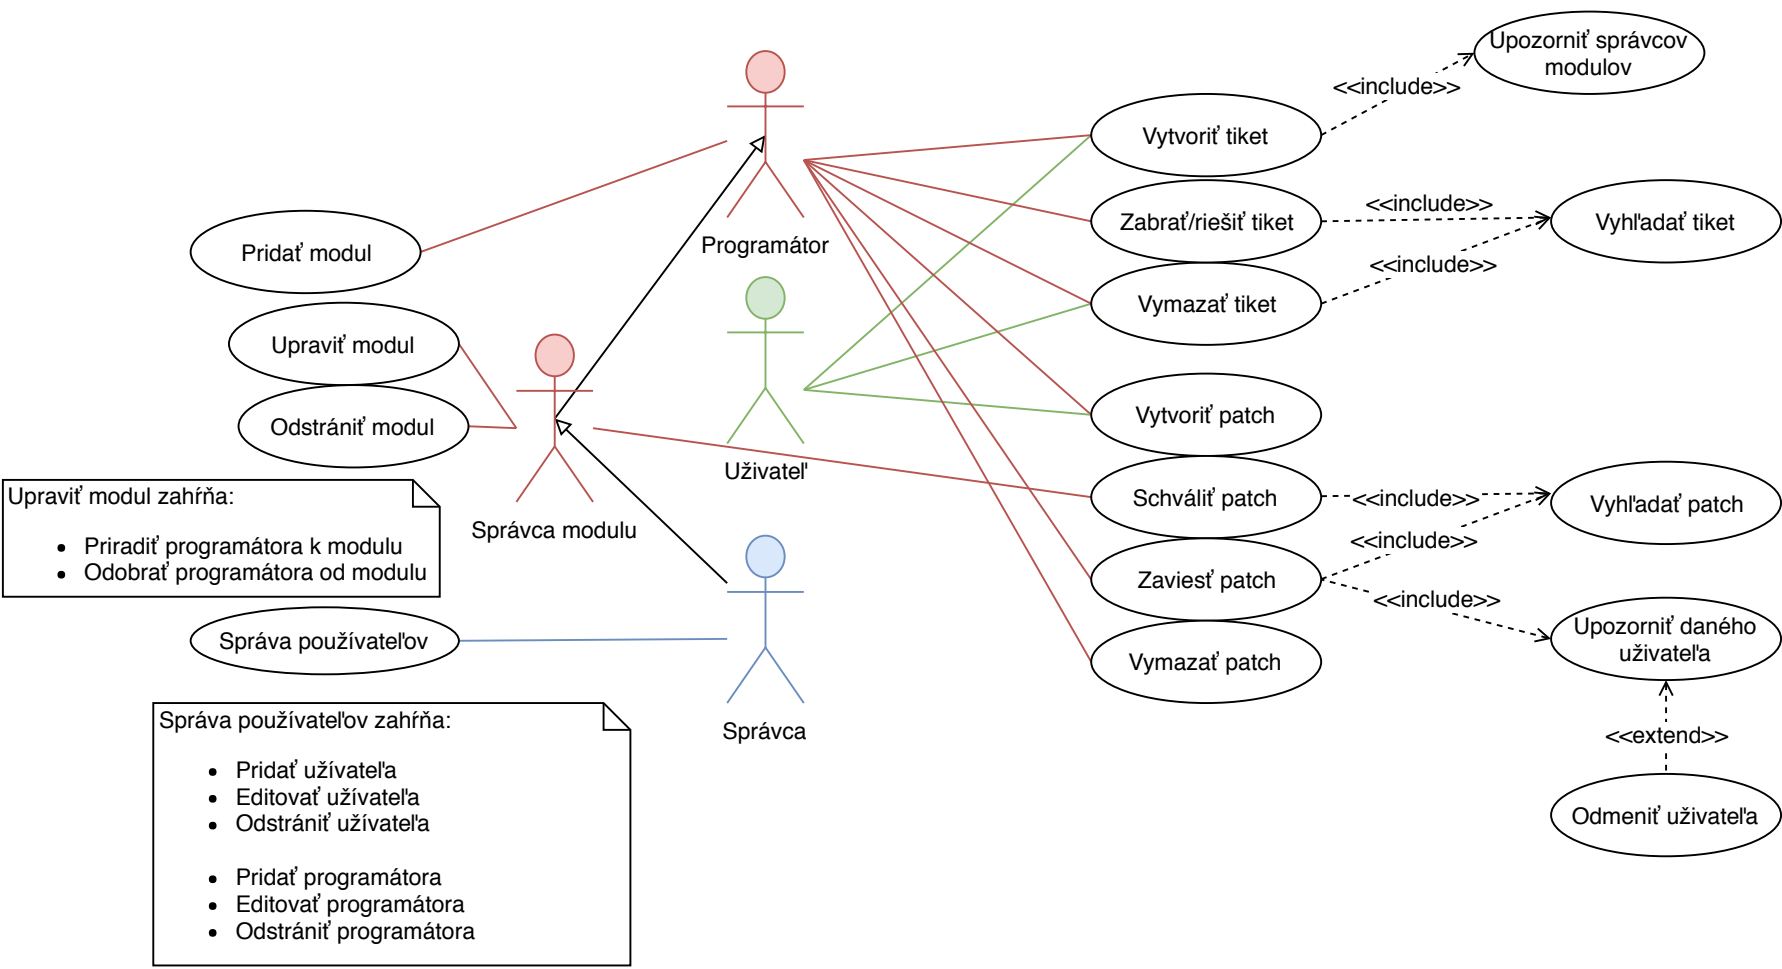 Upozorniť správcov
modulov
<<include>>
Vytvoriť tiket
Zabrať/riešiť tiket
<<include>>
Vyhľadať tiket
Programátor
Pridať modul
<<include>>
Vymazať tiket
Upraviť modul
Vytvoriť patch
Odstrániť modul
Uživateľ
Upraviť modul zahŕňa:
• Priradiť programátora k modulu
• Odobrať programátora od modulu
Správca modulu
Schváliť patch
<<include>>
Vyhľadať patch
<<include>>
Zaviesť patch
<<include>>
Správa používateľov
Upozorniť daného
uživateľa
Vymazať patch
Správca
<<extend>>
Správa používateľov zahŕňa:
• Pridať užívateľa
• Editovať užívateľa
• Odstrániť užívateľa
• Pridať programátora
• Editovať programátora
• Odstrániť programátora
Odmeniť uživateľa